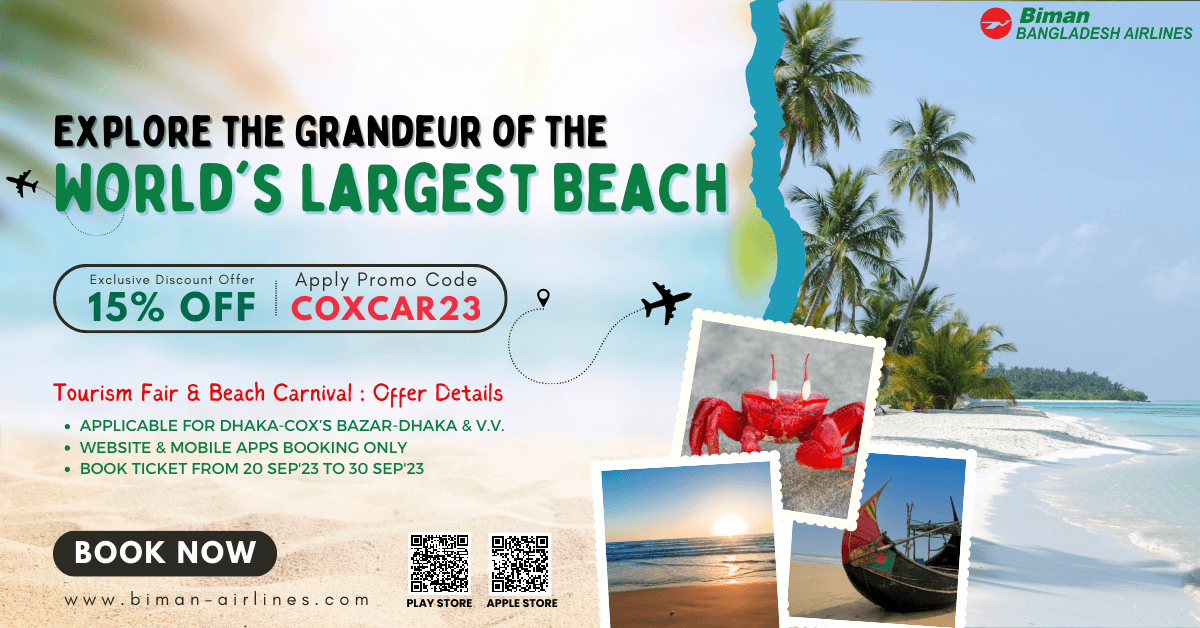 Biman
BANGLADESH AIRLINES
EXPLORE THE GRANDEUR OF THE
WORLD'S LARGEST BEACH
Exclusive Discount Offer
15% OFF
Apply Promo Code
COXCAR23
Tourism Fair & Beach Carnival : Offer Details
• APPLICABLE FOR DHAKA-COX'S BAZAR-DHAKA & V.V.
• WEBSITE & MOBILE APPS BOOKING ONLY
• BOOK TICKET FROM 20 SEP'23 TO 30 SEP'23
BOOK NOW
www.biman-airlines.com
PLAY STORE
APPLE STORE